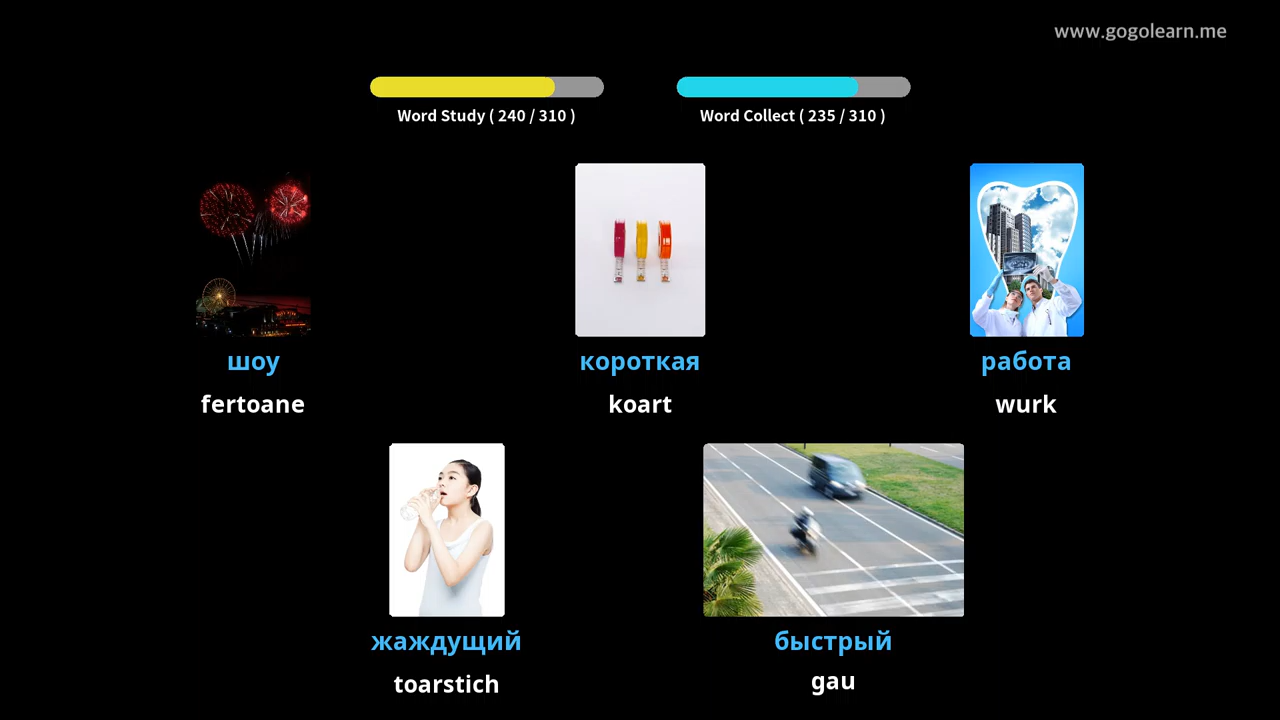 www.gogolearn.me
Word Study ( 240 / 310 )
Word Collect ( 235 / 310 )
шоу
fertoane
короткая
koart
работа
wurk
жаждущий
toarstich
быстрый
gau